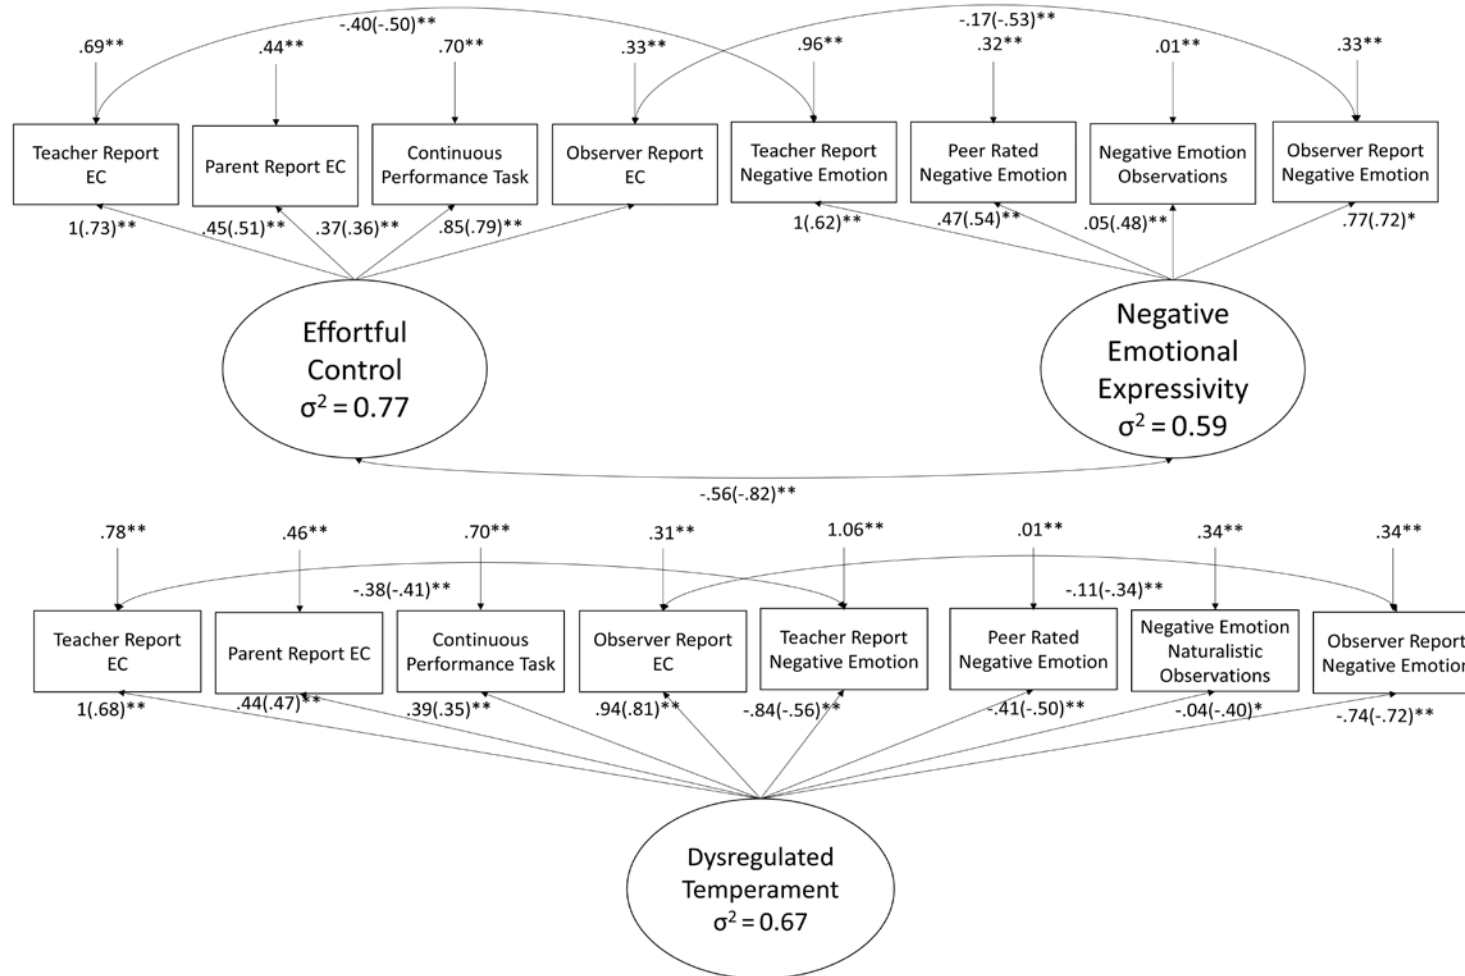 -.40(-.50)**
-.17(-.53)**
.69**
.44**
.70**
.33**
.96**
.32**
.01**
.33**
Teacher Report
EC
Parent Report EC
Continuous
Performance Task
Observer Report
EC
Teacher Report
Negative Emotion
Peer Rated
Negative Emotion
Negative Emotion
Observations
Observer Report
Negative Emotion
1(.73)**
.45(.51)**
.37(.36)**
.85(.79)**
1(.62)**
.47(.54)**
.05(.48)**
.77(.72)*
Effortful
Control
σ² = 0.77
Negative
Emotional
Expressivity
σ² = 0.59
-.56(-.82)**
.78**
.46**
.70**
.31**
1.06**
.01**
.34**
.34**
-.38(-.41)**
-.11(-.34)**
Teacher Report
EC
Parent Report EC
Continuous
Performance Task
Observer Report
EC
Teacher Report
Negative Emotion
Peer Rated
Negative Emotion
Negative Emotion
Naturalistic
Observations
Observer Report
Negative Emotion
1(.68)**
.44(.47)**
.39(.35)**
.94(.81)**
-.84(-.56)**
-.41(-.50)**
-.04(-.40)*
-.74(-.72)**
Dysregulated
Temperament
σ² = 0.67